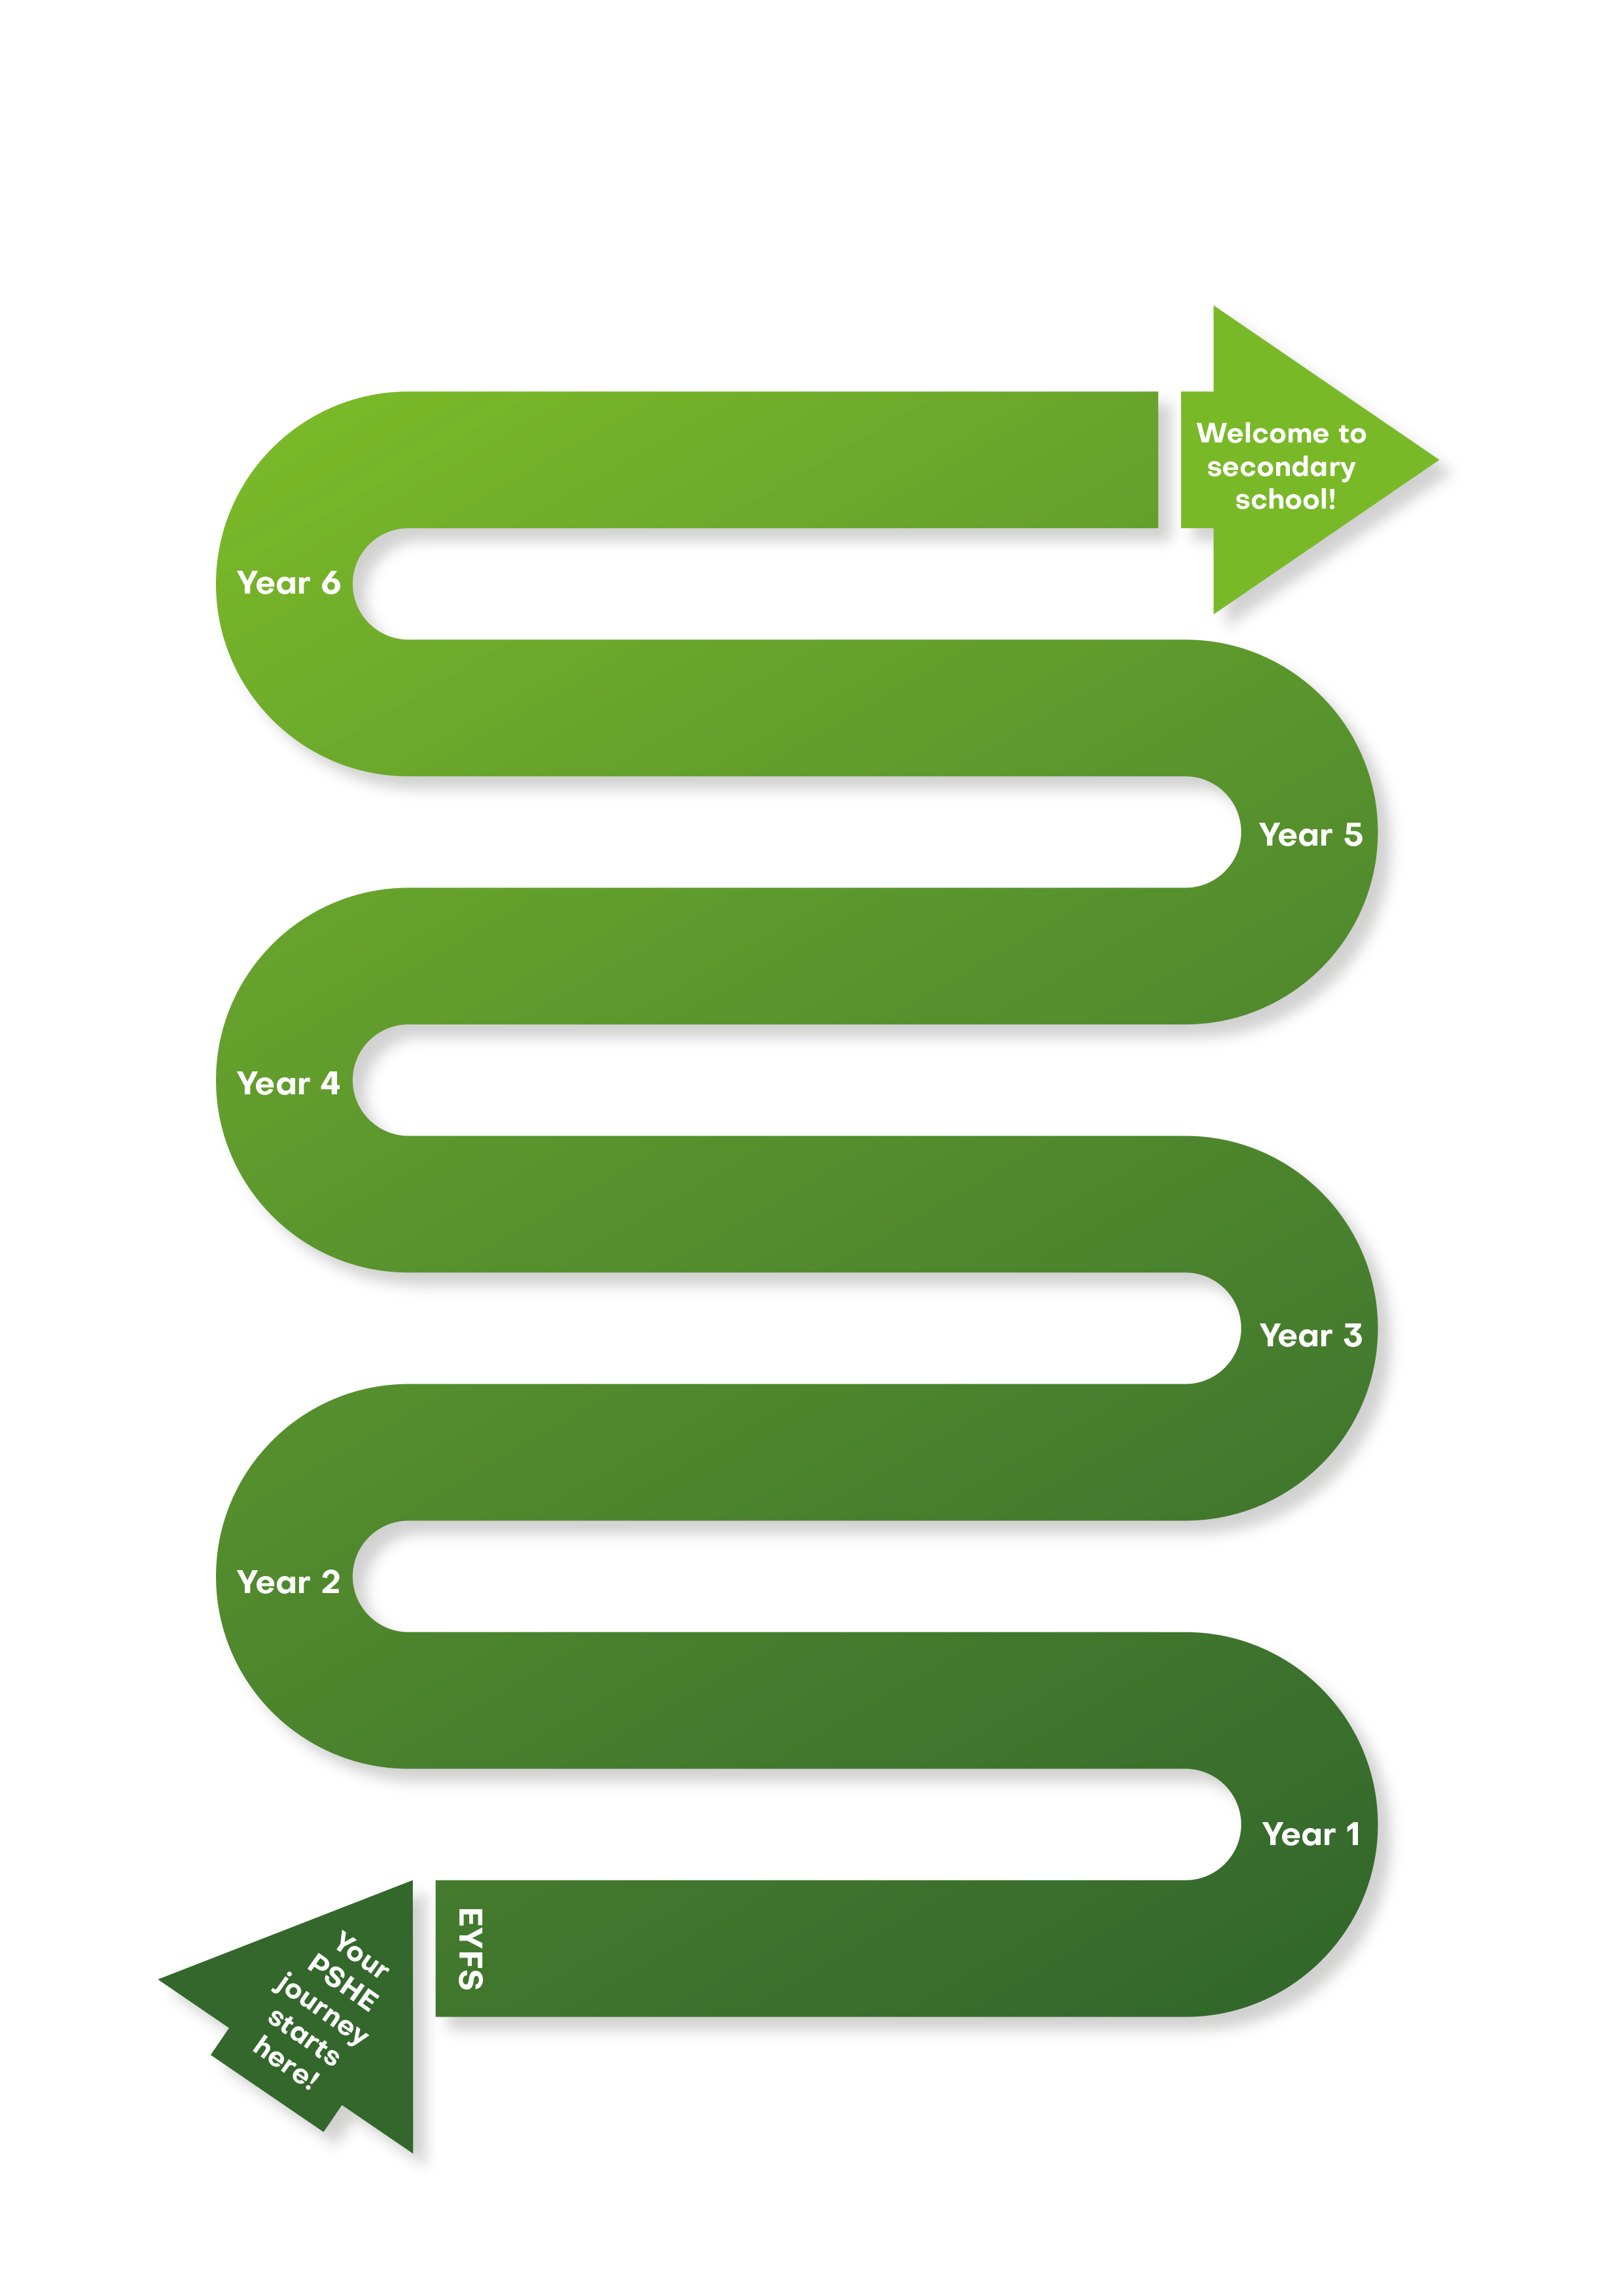 Welcome to
secondary
school!
Year 6
Year 5
Year 4
Year 3
Year 2
Year 1
EYFS
Your
PSHE
journey
starts
here!